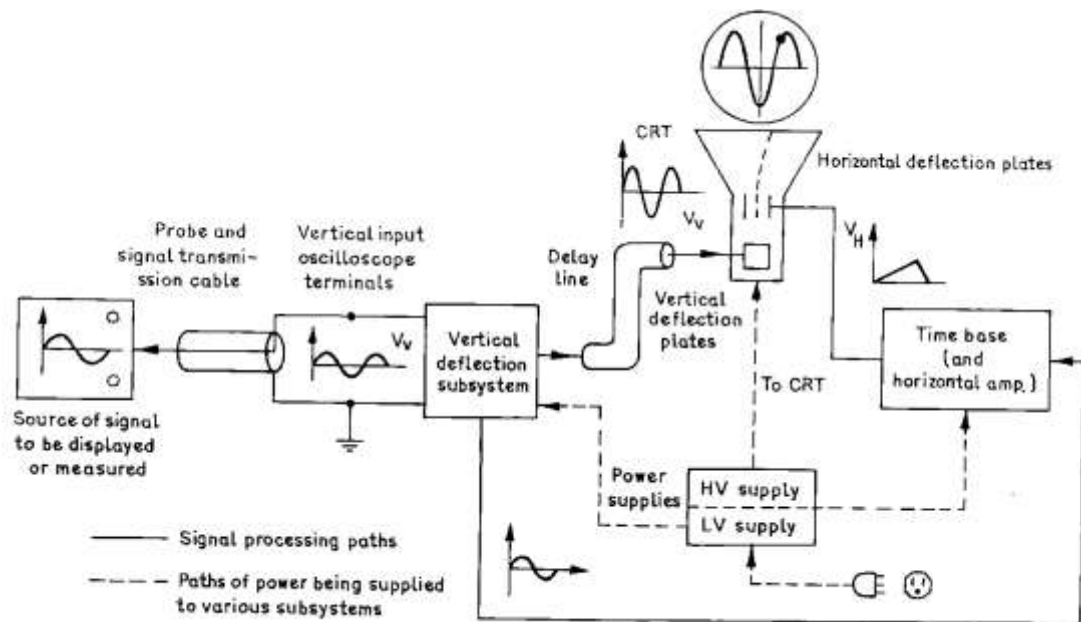 CRT
Horizontal deflection plates
V_V
V_H
Probe and
signal transmis-
sion cable
Vertical input
oscilloscope
terminals
Delay
line
Vertical
deflection
plates
V_V
Vertical
deflection
subsystem
Time base
(and
horizontal amp.)
To CRT
Source of signal
to be displayed
or measured
Power
supplies
HV supply
LV supply
Signal processing paths
Paths of power being supplied
to various subsystems